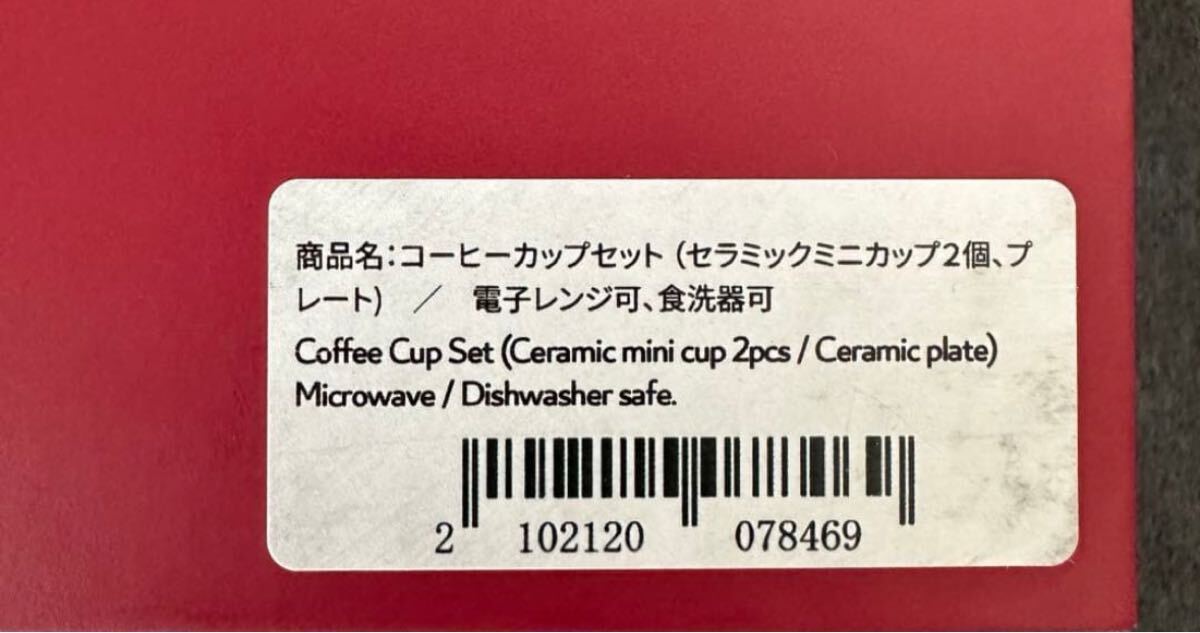 商品名：コーヒーカップセット（セラミックミニカップ2個、プ
レート） ／ 電子レンジ可、食洗器可
Coffee Cup Set (Ceramic mini cup 2pcs / Ceramic plate)
Microwave / Dishwasher safe.
2 102120 078469